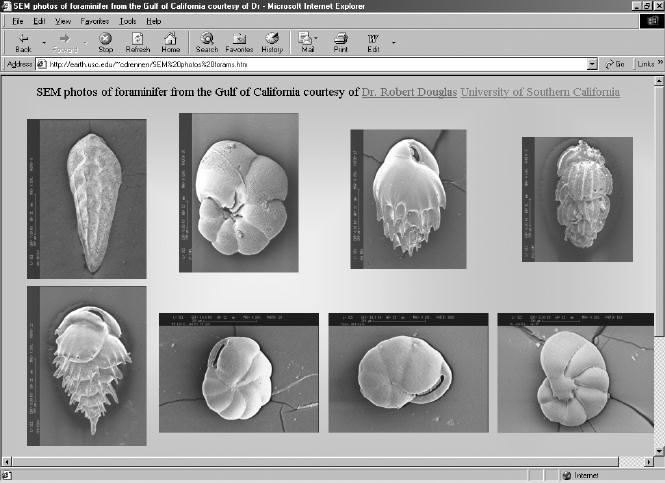 SEM photos of foraminifer from the Gulf of California courtesy of Dr - Microsoft Internet Explorer
File Edit View Favorites Tools Help
Back Forward Stop Refresh Home Search Favorites History Mail Print Edit
Address http://earth.usc.edu/~cdrennen/SEM%20photos%20forams.htm Go Links »
SEM photos of foraminifer from the Gulf of California courtesy of Dr. Robert Douglas University of Southern California
Internet